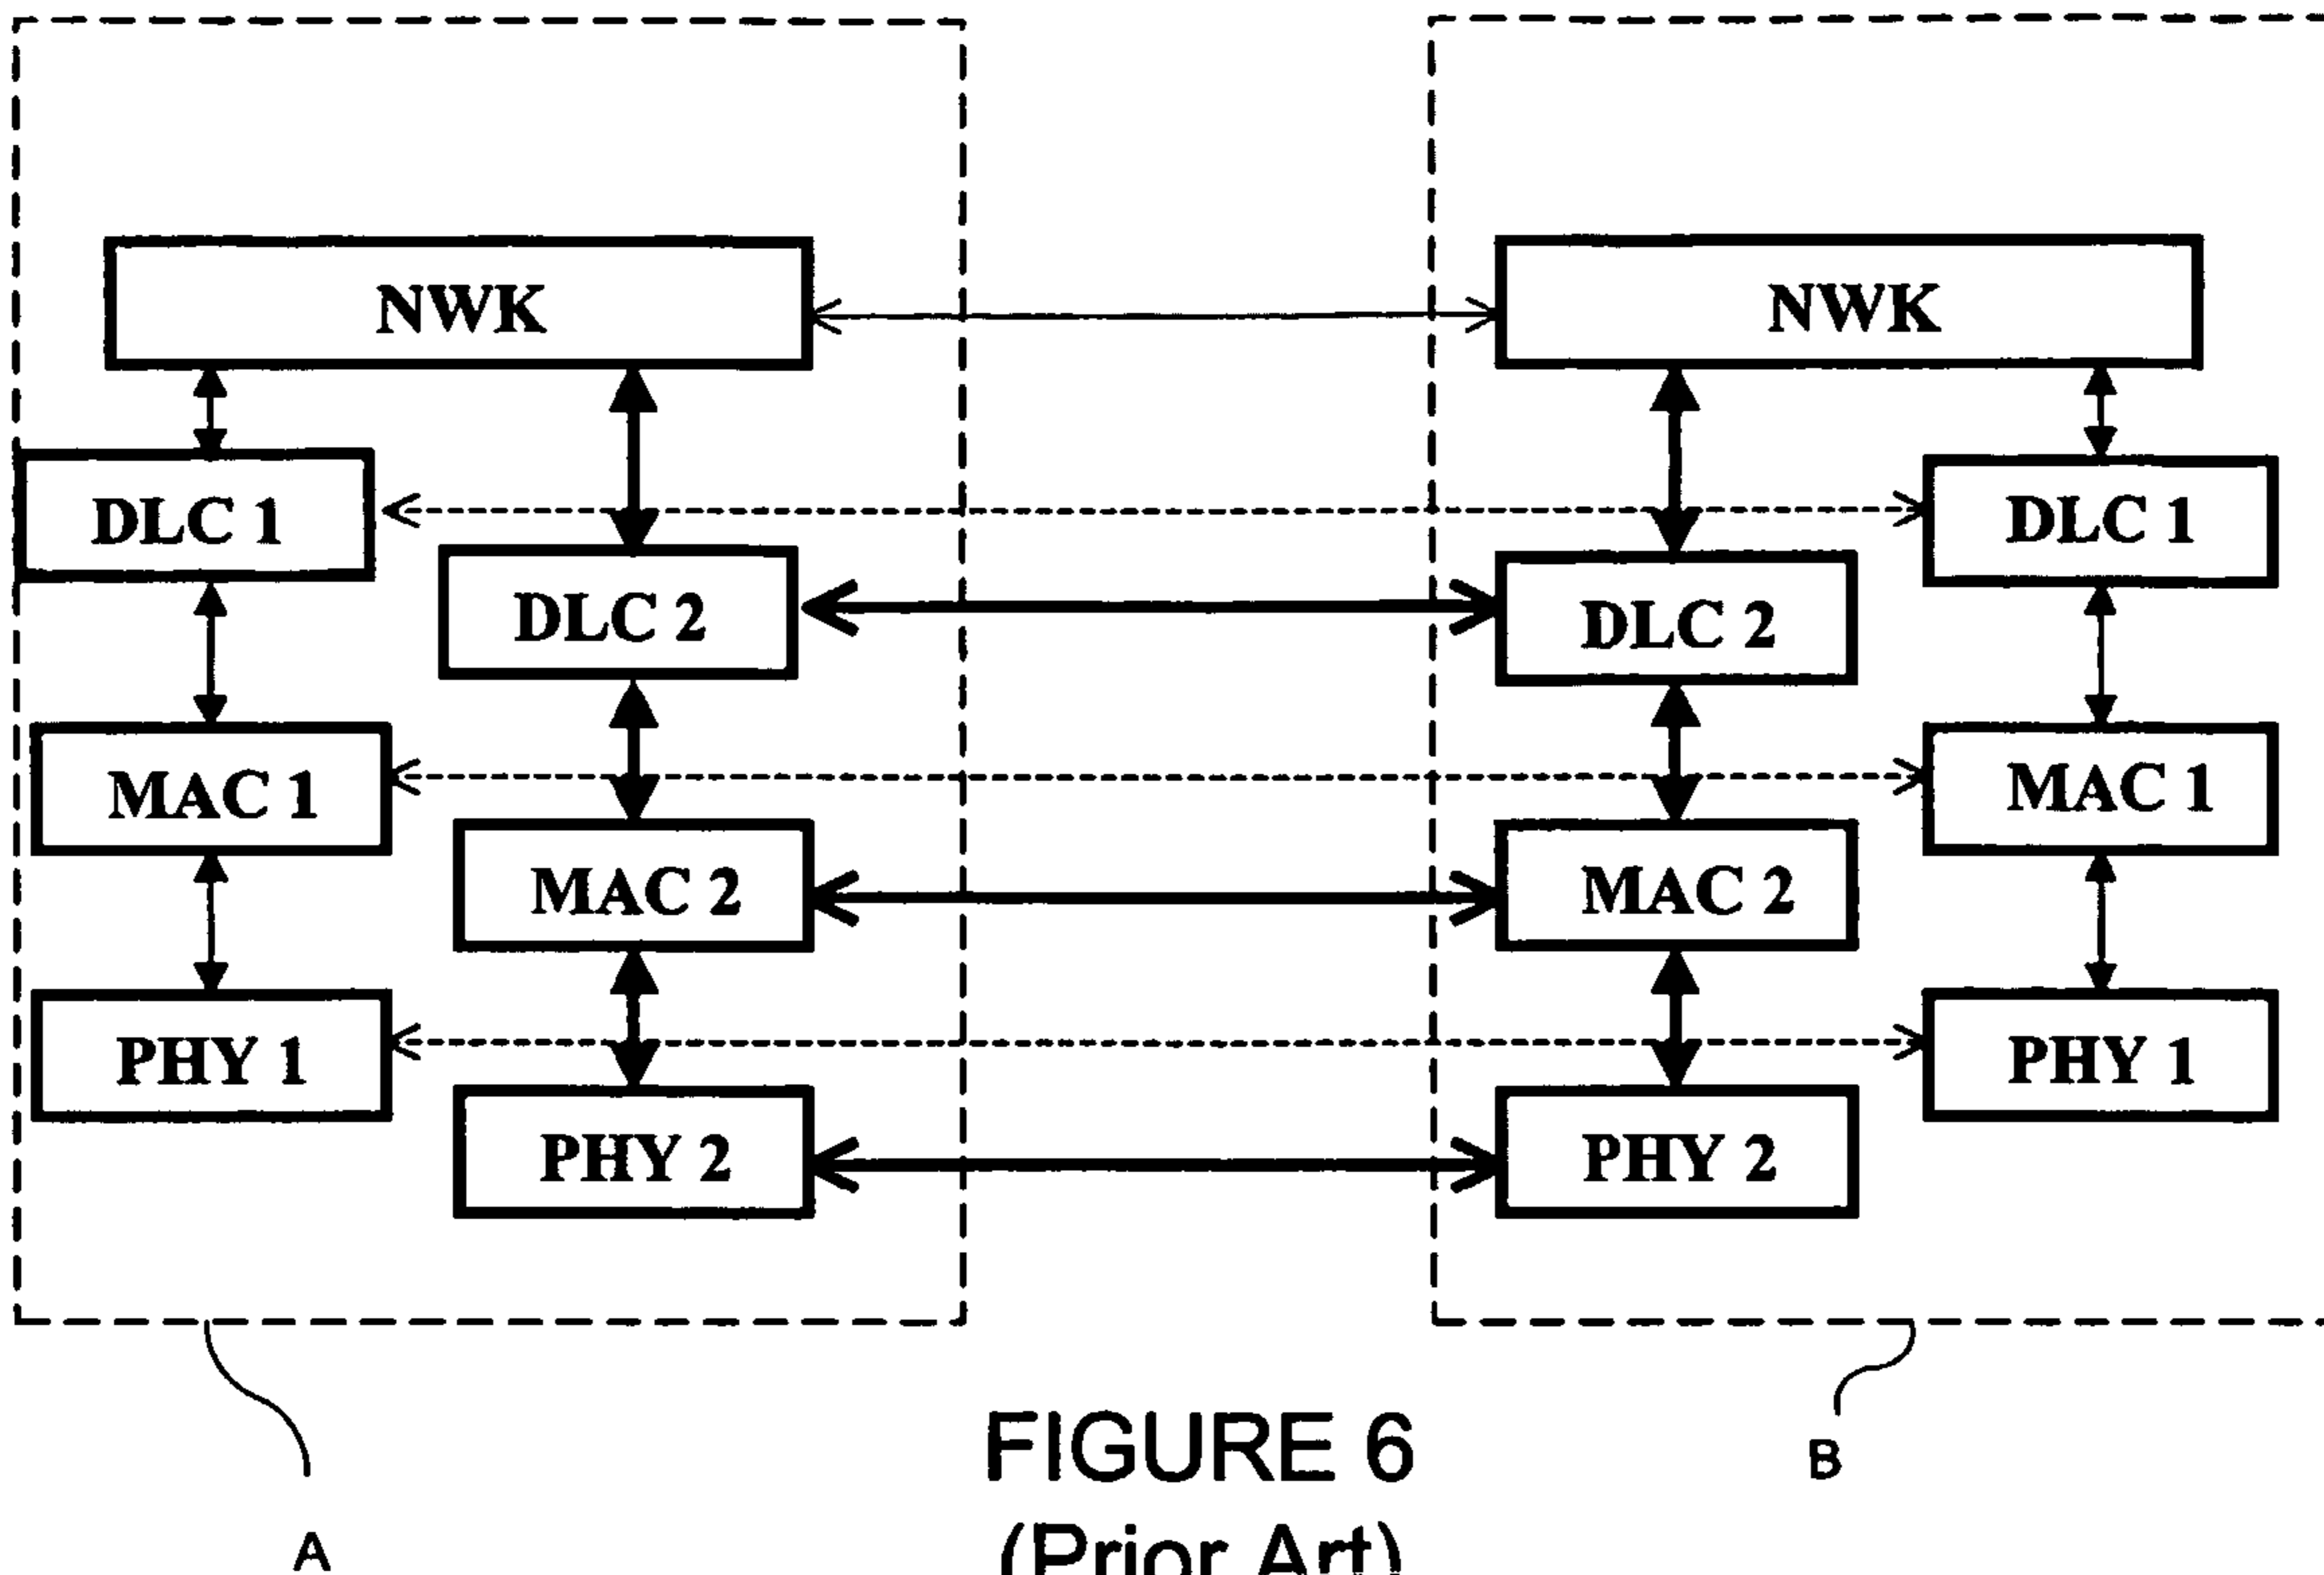 NWK NWK
DLC 1 DLC 1
DLC 2 DLC 2
MAC 1 MAC 1
MAC 2 MAC 2
PHY 1 PHY 1
PHY 2 PHY 2
FIGURE 6
B
A
(Prior Art)